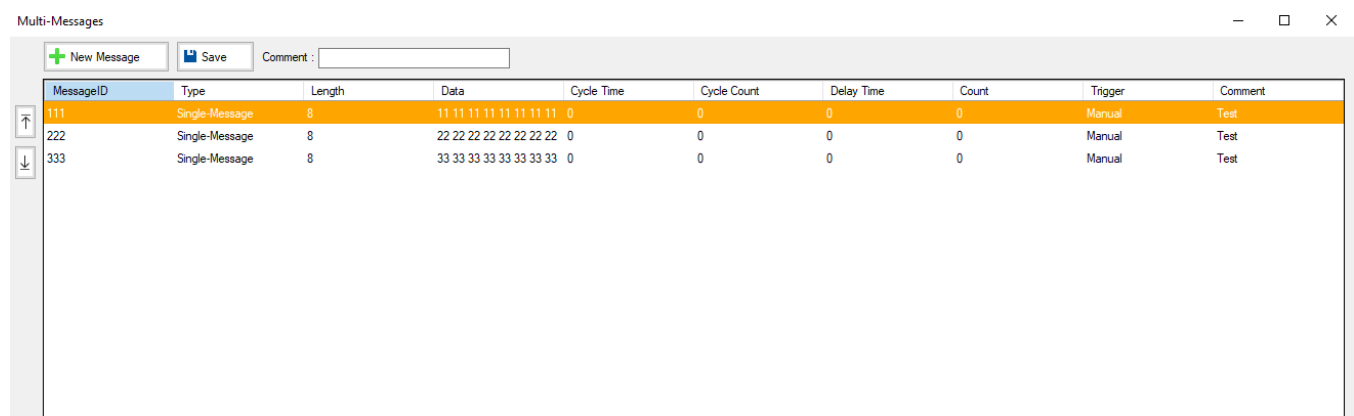 Multi-Messages
New Message Save Comment :
MessageID Type Length Data Cycle Time Cycle Count Delay Time Count Trigger Comment
111 Single-Message 8 11 11 11 11 11 11 11 11 0 0 0 0 Manual Test
222 Single-Message 8 22 22 22 22 22 22 22 22 0 0 0 0 Manual Test
333 Single-Message 8 33 33 33 33 33 33 33 33 0 0 0 0 Manual Test